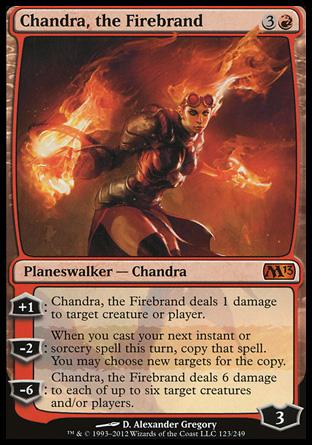 Chandra, the Firebrand 3
Planeswalker — Chandra M13
+1 : Chandra, the Firebrand deals 1 damage
to target creature or player.
-2 : When you cast your next instant or
sorcery spell this turn, copy that spell.
You may choose new targets for the copy.
-6 : Chandra, the Firebrand deals 6 damage
to each of up to six target creatures
and/or players.
D. Alexander Gregory
™ & © 1993–2012 Wizards of the Coast LLC 123/249
3